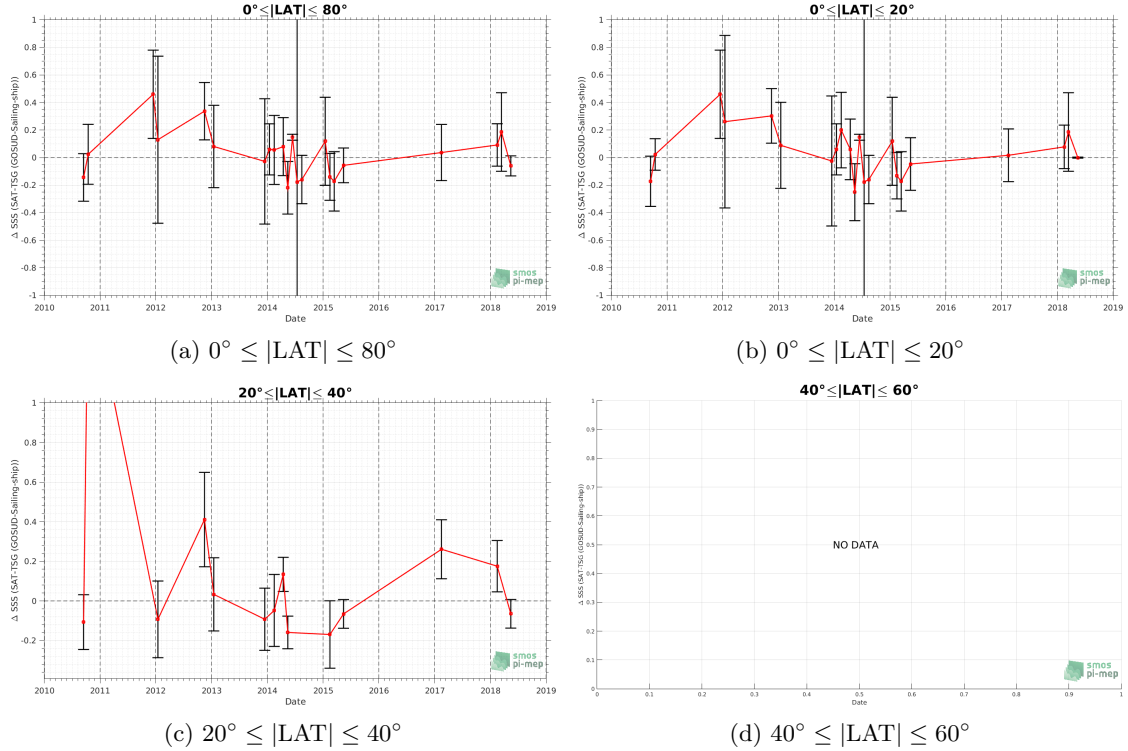 0°≤|LAT|≤ 80°
Δ SSS (SAT-TSG (GOSUD-Sailing-ship))
1
0.8
0.6
0.4
0.2
0
-0.2
-0.4
-0.6
-0.8
-1
2010 2011 2012 2013 2014 2015 2016 2017 2018 2019
Date
smos
pi-mep
(a) 0° ≤ |LAT| ≤ 80°
0°≤|LAT|≤ 20°
Δ SSS (SAT-TSG (GOSUD-Sailing-ship))
1
0.8
0.6
0.4
0.2
0
-0.2
-0.4
-0.6
-0.8
-1
2010 2011 2012 2013 2014 2015 2016 2017 2018 2019
Date
smos
pi-mep
(b) 0° ≤ |LAT| ≤ 20°
20°≤|LAT|≤ 40°
Δ SSS (SAT-TSG (GOSUD-Sailing-ship))
1
0.8
0.6
0.4
0.2
0
-0.2
2010 2011 2012 2013 2014 2015 2016 2017 2018 2019
Date
smos
pi-mep
(c) 20° ≤ |LAT| ≤ 40°
40°≤|LAT|≤ 60°
Δ SSS (SAT-TSG (GOSUD-Sailing-ship))
1
0.9
0.8
0.7
0.6
0.5
0.4
0.3
0.2
0.1
0
NO DATA
0 0.1 0.2 0.3 0.4 0.5 0.6 0.7 0.8 0.9 1
Date
smos
pi-mep
(d) 40° ≤ |LAT| ≤ 60°